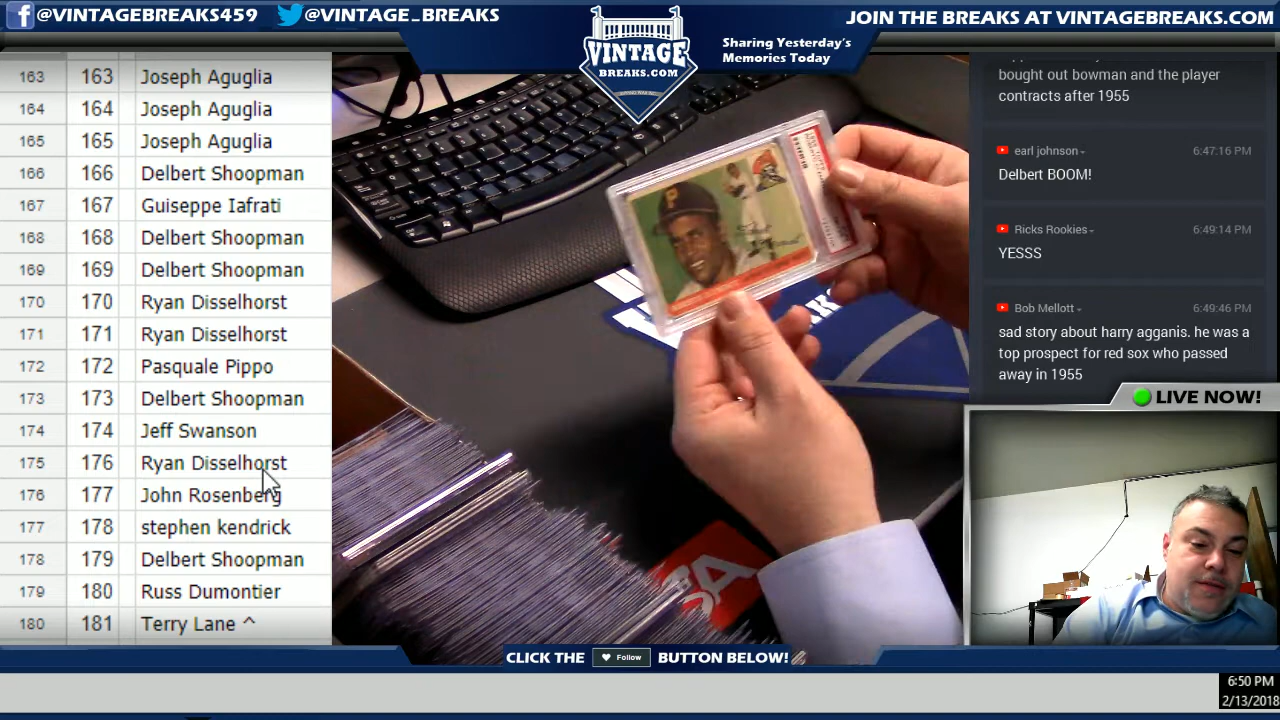 @VINTAGEBREAKS459
@VINTAGE_BREAKS
VINTAGE
BREAKS.COM
Sharing Yesterday's
Memories Today
JOIN THE BREAKS AT VINTAGEBREAKS.COM
163 163 Joseph Aguglia
164 164 Joseph Aguglia
165 165 Joseph Aguglia
166 166 Delbert Shoopman
167 167 Guiseppe Iafrati
168 168 Delbert Shoopman
169 169 Delbert Shoopman
170 170 Ryan Disselhorst
171 171 Ryan Disselhorst
172 172 Pasquale Pippo
173 173 Delbert Shoopman
174 174 Jeff Swanson
175 176 Ryan Disselhorst
176 177 John Rosenberg
177 178 stephen kendrick
178 179 Delbert Shoopman
179 180 Russ Dumontier
180 181 Terry Lane ^
P
bought out bowman and the player
contracts after 1955
earl johnson 6:47:16 PM
Delbert BOOM!
Ricks Rookies 6:49:14 PM
YESSS
Bob Mellott 6:49:46 PM
sad story about harry agganis. he was a
top prospect for red sox who passed
away in 1955
LIVE NOW!
CLICK THE Follow BUTTON BELOW!
6:50 PM
2/13/2018